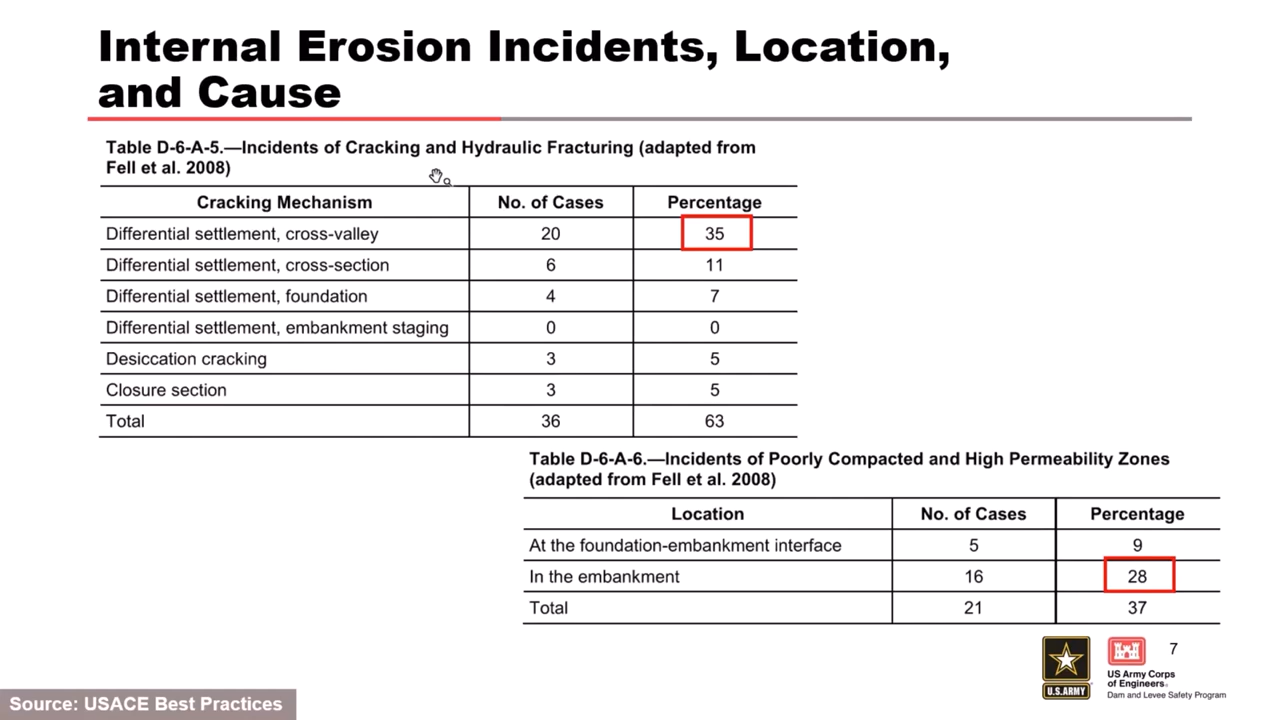 Internal Erosion Incidents, Location,
and Cause
Table D-6-A-5.—Incidents of Cracking and Hydraulic Fracturing (adapted from
Fell et al. 2008)
Cracking Mechanism No. of Cases Percentage
Differential settlement, cross-valley 20 35
Differential settlement, cross-section 6 11
Differential settlement, foundation 4 7
Differential settlement, embankment staging 0 0
Desiccation cracking 3 5
Closure section 3 5
Total 36 63
Table D-6-A-6.—Incidents of Poorly Compacted and High Permeability Zones
(adapted from Fell et al. 2008)
Location No. of Cases Percentage
At the foundation-embankment interface 5 9
In the embankment 16 28
Total 21 37
7
U.S.ARMY
US Army Corps
of Engineers®
Dam and Levee Safety Program
Source: USACE Best Practices